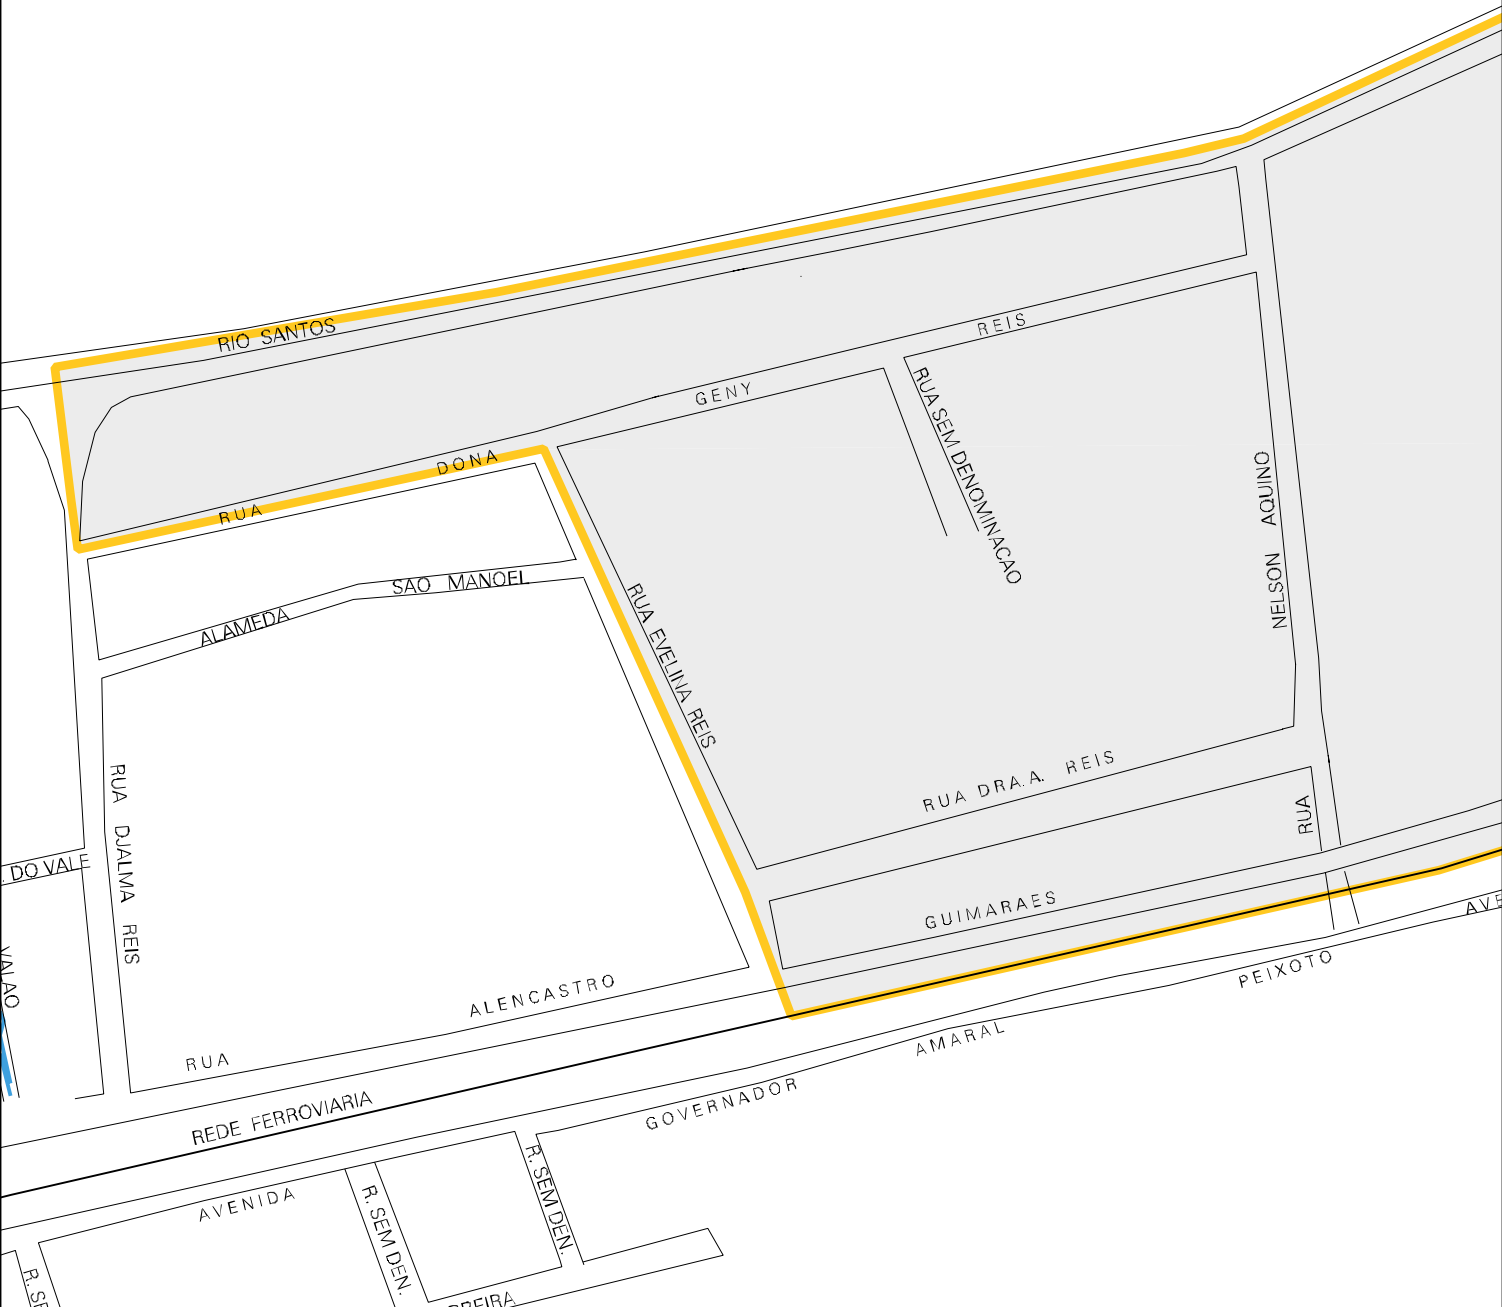 RIO SANTOS
RUA DONA GENY REIS
RUA SEM DENOMINACAO
RUA NELSON AQUINO
ALAMEDA SAO MANOEL
RUA EVELINA REIS
RUA DJALMA REIS
RUA DRA. A. REIS
. DO VALE
VALAO
RUA ALENCASTRO GUIMARAES
REDE FERROVIARIA
AVENIDA GOVERNADOR AMARAL PEIXOTO
AVE
R. SEM DEN.
R. SEM DEN.
R. SE